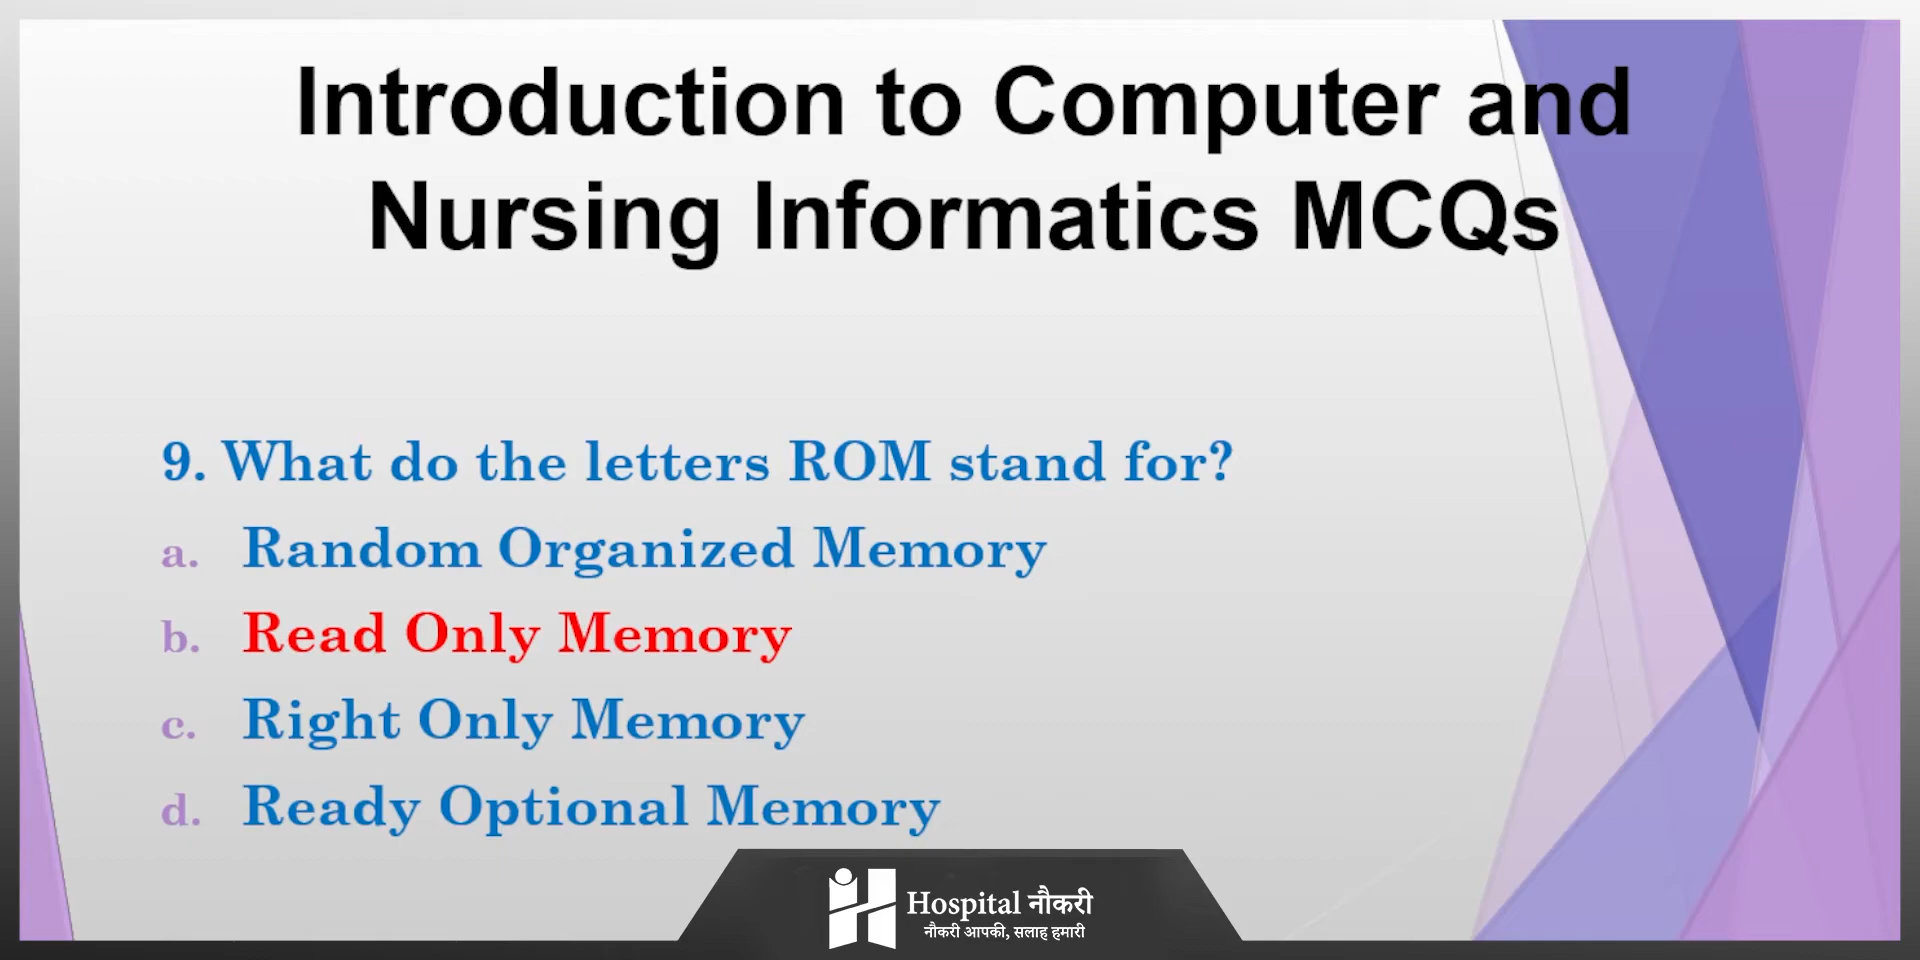 Introduction to Computer and
Nursing Informatics MCQs
9. What do the letters ROM stand for?
a. Random Organized Memory
b. Read Only Memory
c. Right Only Memory
d. Ready Optional Memory
Hospital नौकरी
नौकरी आपकी, सलाह हमारी